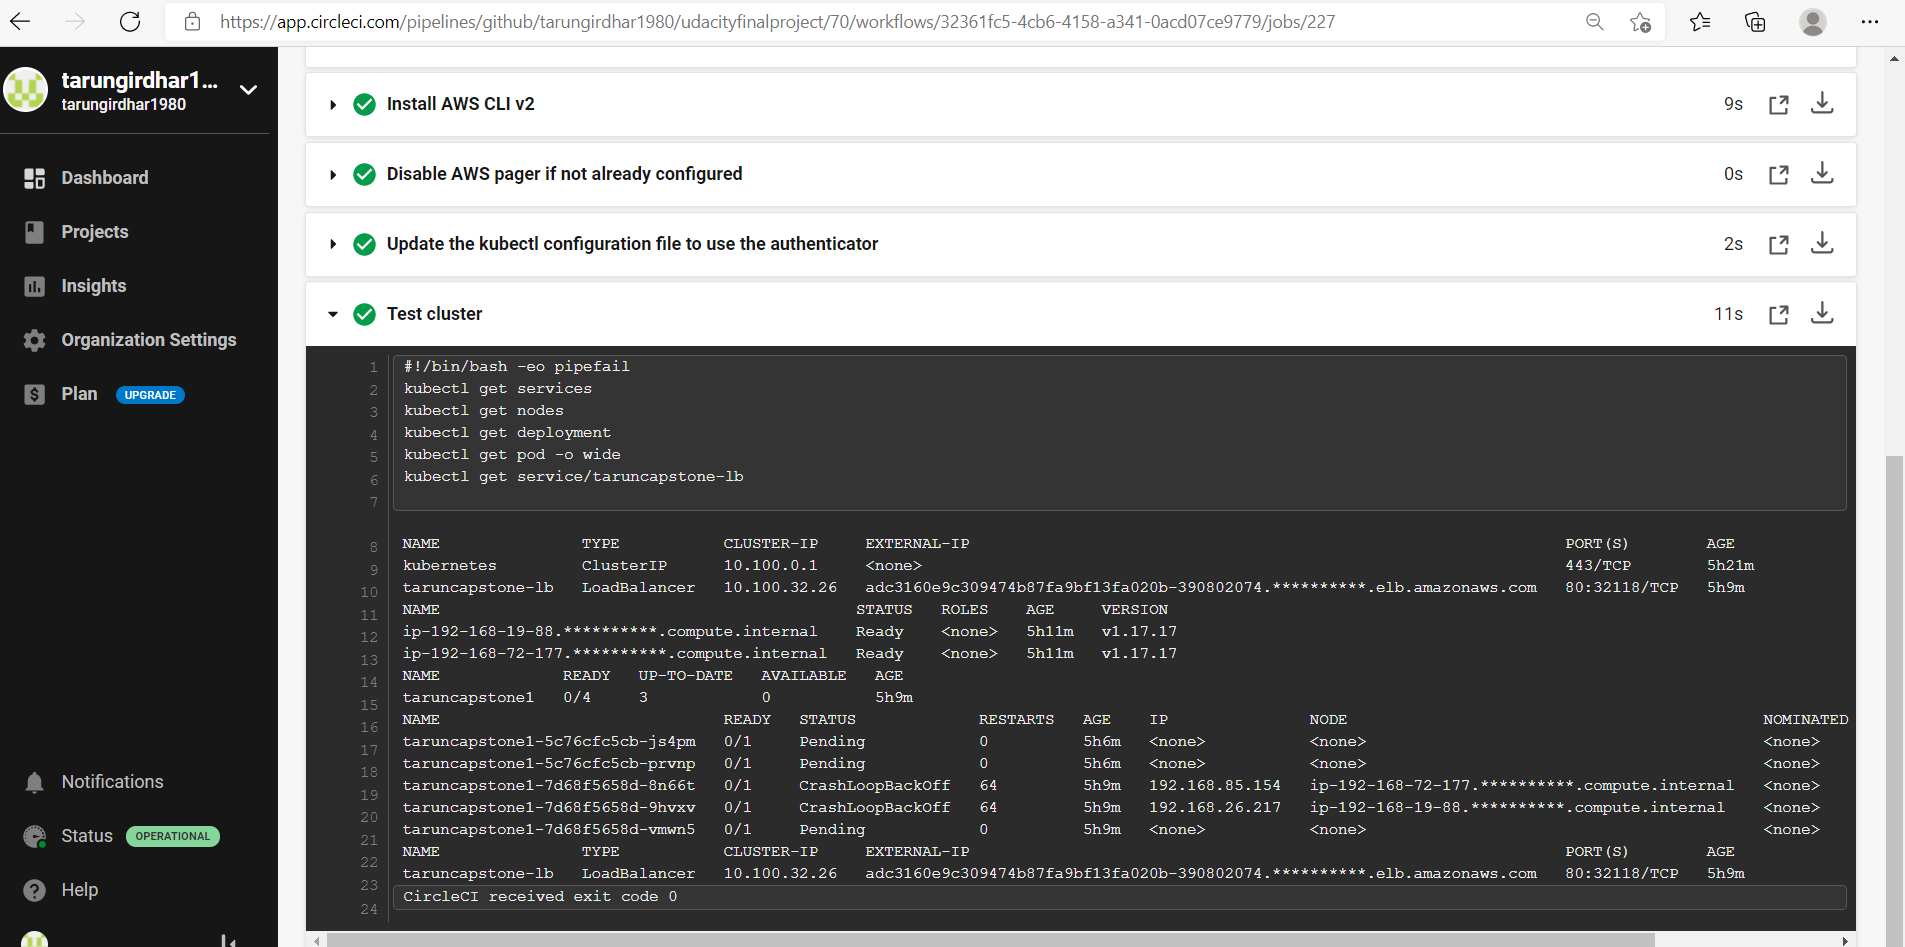 https://app.circleci.com/pipelines/github/tarungirdhar1980/udacityfinalproject/70/workflows/32361fc5-4cb6-4158-a341-0acd07ce9779/jobs/227
tarungirdhar1...
tarungirdhar1980
Dashboard
Projects
Insights
Organization Settings
Plan UPGRADE
Notifications
Status OPERATIONAL
Help
Install AWS CLI v2 9s
Disable AWS pager if not already configured 0s
Update the kubectl configuration file to use the authenticator 2s
Test cluster 11s
1 #!/bin/bash -eo pipefail
2 kubectl get services
3 kubectl get nodes
4 kubectl get deployment
5 kubectl get pod -o wide
6 kubectl get service/taruncapstone-lb
7
8 NAME TYPE CLUSTER-IP EXTERNAL-IP PORT(S) AGE
9 kubernetes ClusterIP 10.100.0.1 <none> 443/TCP 5h21m
10 taruncapstone-lb LoadBalancer 10.100.32.26 adc3160e9c309474b87fa9bf13fa020b-390802074.**********.elb.amazonaws.com 80:32118/TCP 5h9m
11 NAME STATUS ROLES AGE VERSION
12 ip-192-168-19-88.**********.compute.internal Ready <none> 5h11m v1.17.17
13 ip-192-168-72-177.**********.compute.internal Ready <none> 5h11m v1.17.17
14 NAME READY UP-TO-DATE AVAILABLE AGE
15 taruncapstone1 0/4 3 0 5h9m
16 NAME READY STATUS RESTARTS AGE IP NODE NOMINATED
17 taruncapstone1-5c76cfc5cb-js4pm 0/1 Pending 0 5h6m <none> <none> <none>
18 taruncapstone1-5c76cfc5cb-prvnp 0/1 Pending 0 5h6m <none> <none> <none>
19 taruncapstone1-7d68f5658d-8n66t 0/1 CrashLoopBackOff 64 5h9m 192.168.85.154 ip-192-168-72-177.**********.compute.internal <none>
20 taruncapstone1-7d68f5658d-9hvxv 0/1 CrashLoopBackOff 64 5h9m 192.168.26.217 ip-192-168-19-88.**********.compute.internal <none>
21 taruncapstone1-7d68f5658d-vmwn5 0/1 Pending 0 5h9m <none> <none> <none>
22 NAME TYPE CLUSTER-IP EXTERNAL-IP PORT(S) AGE
23 taruncapstone-lb LoadBalancer 10.100.32.26 adc3160e9c309474b87fa9bf13fa020b-390802074.**********.elb.amazonaws.com 80:32118/TCP 5h9m
24 CircleCI received exit code 0